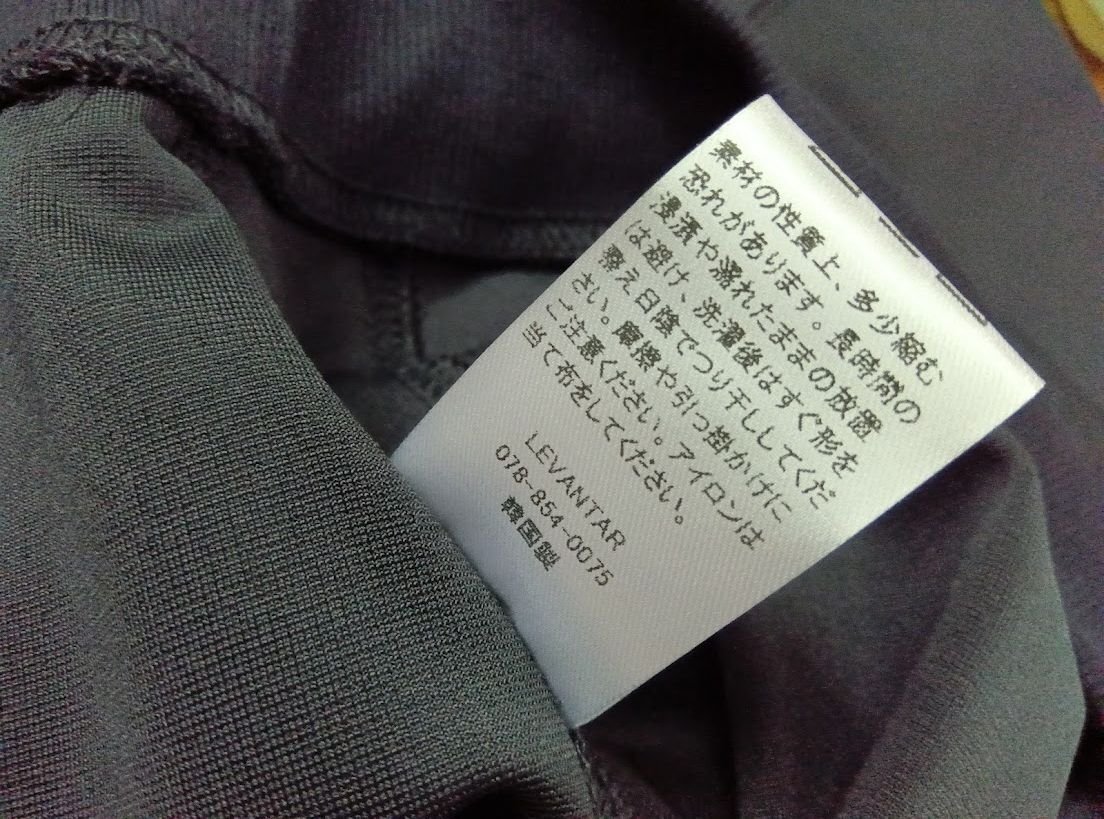 素材の性質上、多少縮む
恐れがあります。長時間の
浸漬や濡れたままの放置
は避け、洗濯後はすぐ形を
整え日陰でつり干ししてくだ
さい。摩擦や引っ掛かけに
ご注意ください。アイロンは
当て布をしてください。
LEVANTAR
078-854-0075
韓国製